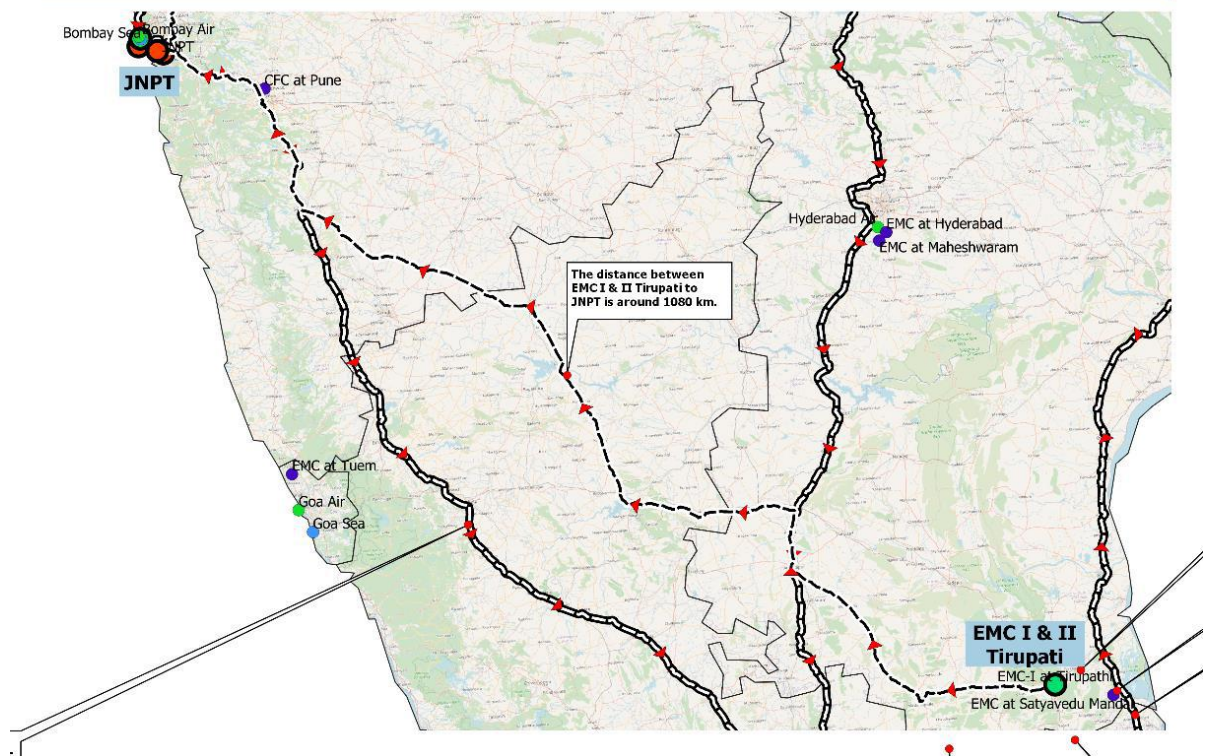 Bombay Sea
Bombay Air
JNPT
JNPT
CFC at Pune
Hyderabad Air
EMC at Hyderabad
EMC at Maheshwaram
The distance between
EMC I & II Tirupati to
JNPT is around 1080 km.
EMC at Tuem
Goa Air
Goa Sea
EMC I & II
Tirupati
EMC-I at Tirupathi
EMC at Satyavedu Mandal